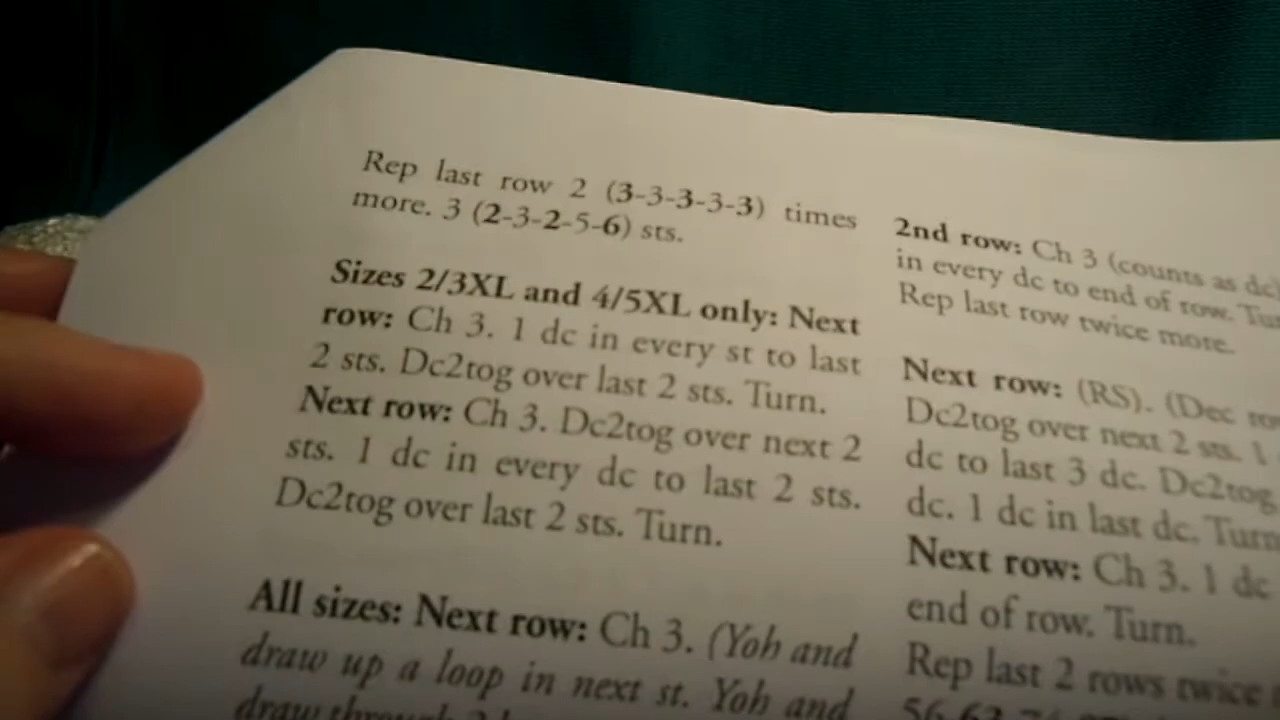 Rep last row 2 (3-3-3-3-3) times
more. 3 (2-3-2-5-6) sts.
Sizes 2/3XL and 4/5XL only: Next
row: Ch 3. 1 dc in every st to last
2 sts. Dc2tog over last 2 sts. Turn.
Next row: Ch 3. Dc2tog over next 2
sts. 1 dc in every dc to last 2 sts.
Dc2tog over last 2 sts. Turn.
All sizes: Next row: Ch 3. (Yoh and
draw up a loop in next st. Yoh and
draw through 2
2nd row: Ch 3 (counts as dc)
in every dc to end of row.
Rep last row twice more.
Next row: (RS). (Dec
Dc2tog over next 2 sts. 1
dc to last 3 dc. Dc2tog
dc. 1 dc in last dc. Turn
Next row: Ch 3. 1 dc
end of row. Turn.
Rep last 2 rows twice